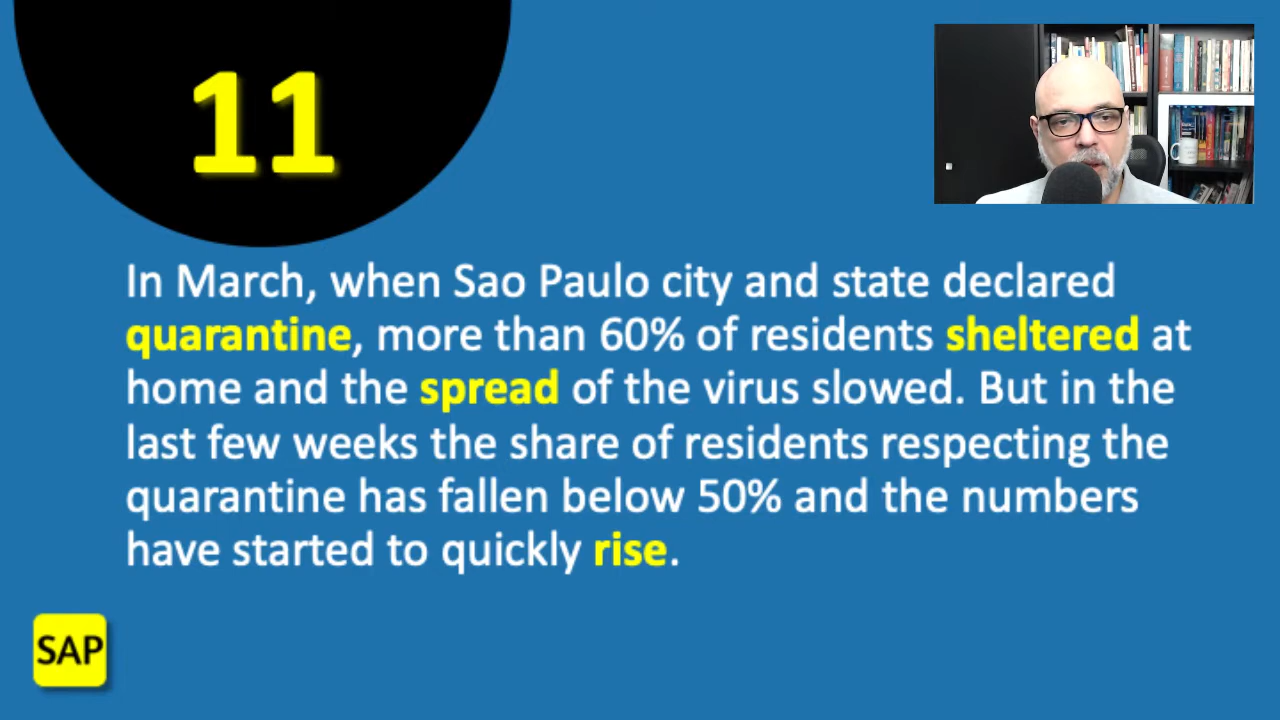 11
In March, when Sao Paulo city and state declared
quarantine, more than 60% of residents sheltered at
home and the spread of the virus slowed. But in the
last few weeks the share of residents respecting the
quarantine has fallen below 50% and the numbers
have started to quickly rise.
SAP